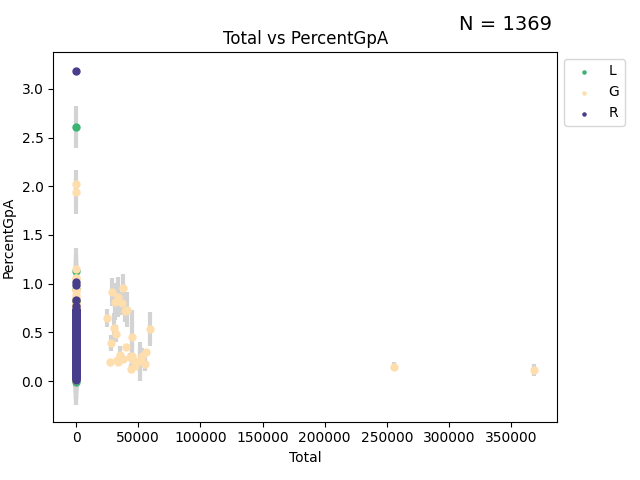 N = 1369
Total vs PercentGpA
L
G
R
PercentGpA
3.0
2.5
2.0
1.5
1.0
0.5
0.0
0 50000 100000 150000 200000 250000 300000 350000
Total